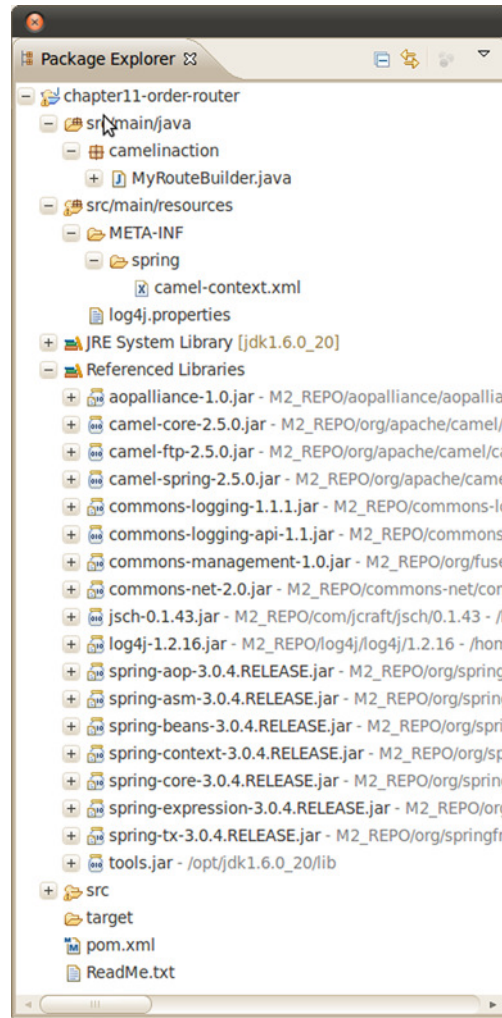 Package Explorer
chapter11-order-router
src/main/java
camelinaction
MyRouteBuilder.java
src/main/resources
META-INF
spring
camel-context.xml
log4j.properties
JRE System Library [jdk1.6.0_20]
Referenced Libraries
aopalliance-1.0.jar - M2_REPO/aopalliance/aopallia
camel-core-2.5.0.jar - M2_REPO/org/apache/camel/
camel-ftp-2.5.0.jar - M2_REPO/org/apache/camel/ca
camel-spring-2.5.0.jar - M2_REPO/org/apache/came
commons-logging-1.1.1.jar - M2_REPO/commons-lo
commons-logging-api-1.1.jar - M2_REPO/commons
commons-management-1.0.jar - M2_REPO/org/fuse
commons-net-2.0.jar - M2_REPO/commons-net/con
jsch-0.1.43.jar - M2_REPO/com/jcraft/jsch/0.1.43 - /
log4j-1.2.16.jar - M2_REPO/log4j/log4j/1.2.16 - /hom
spring-aop-3.0.4.RELEASE.jar - M2_REPO/org/spring
spring-asm-3.0.4.RELEASE.jar - M2_REPO/org/sprin
spring-beans-3.0.4.RELEASE.jar - M2_REPO/org/spri
spring-context-3.0.4.RELEASE.jar - M2_REPO/org/sp
spring-core-3.0.4.RELEASE.jar - M2_REPO/org/sprin
spring-expression-3.0.4.RELEASE.jar - M2_REPO/org
spring-tx-3.0.4.RELEASE.jar - M2_REPO/org/springfr
tools.jar - /opt/jdk1.6.0_20/lib
src
target
pom.xml
ReadMe.txt